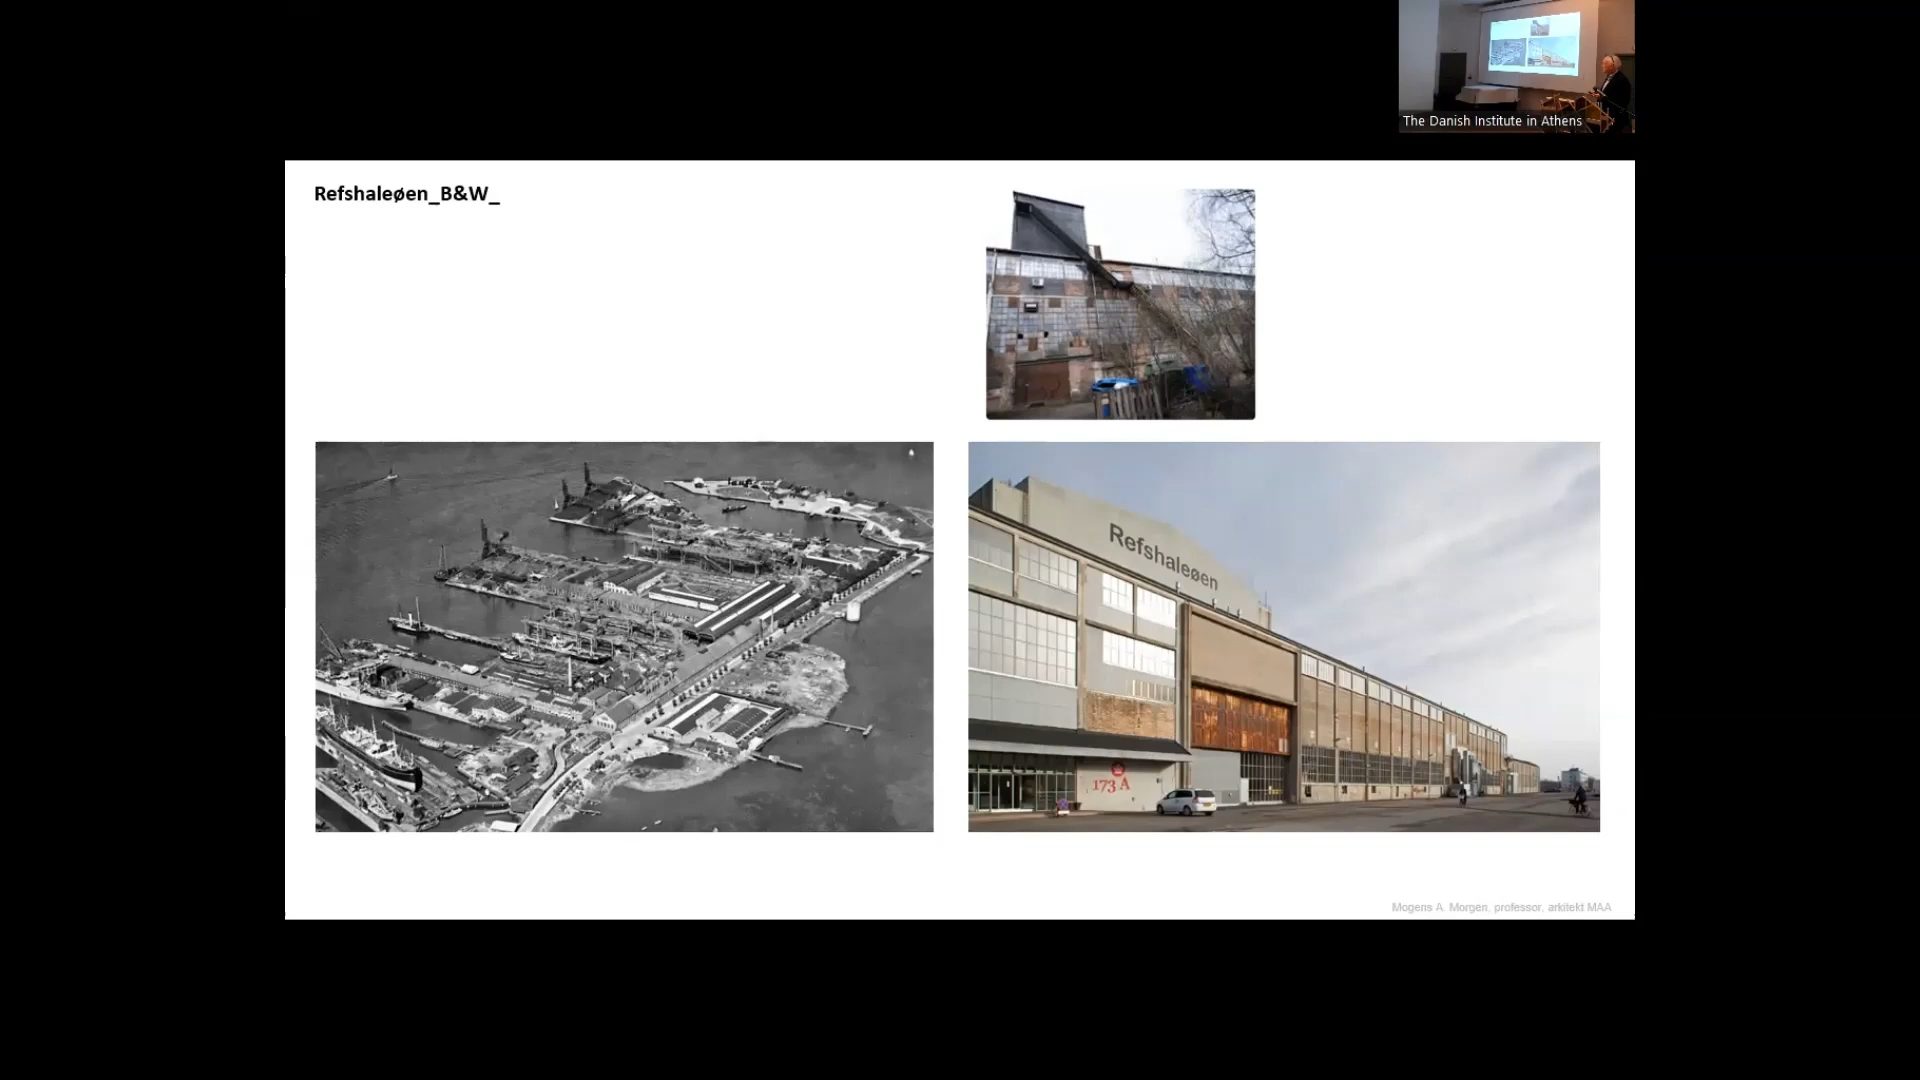 The Danish Institute in Athens
Refshaleøen_B&W_
Refshaleøen
173 A
Mogens A. Morgen, professor, arkitekt MAA